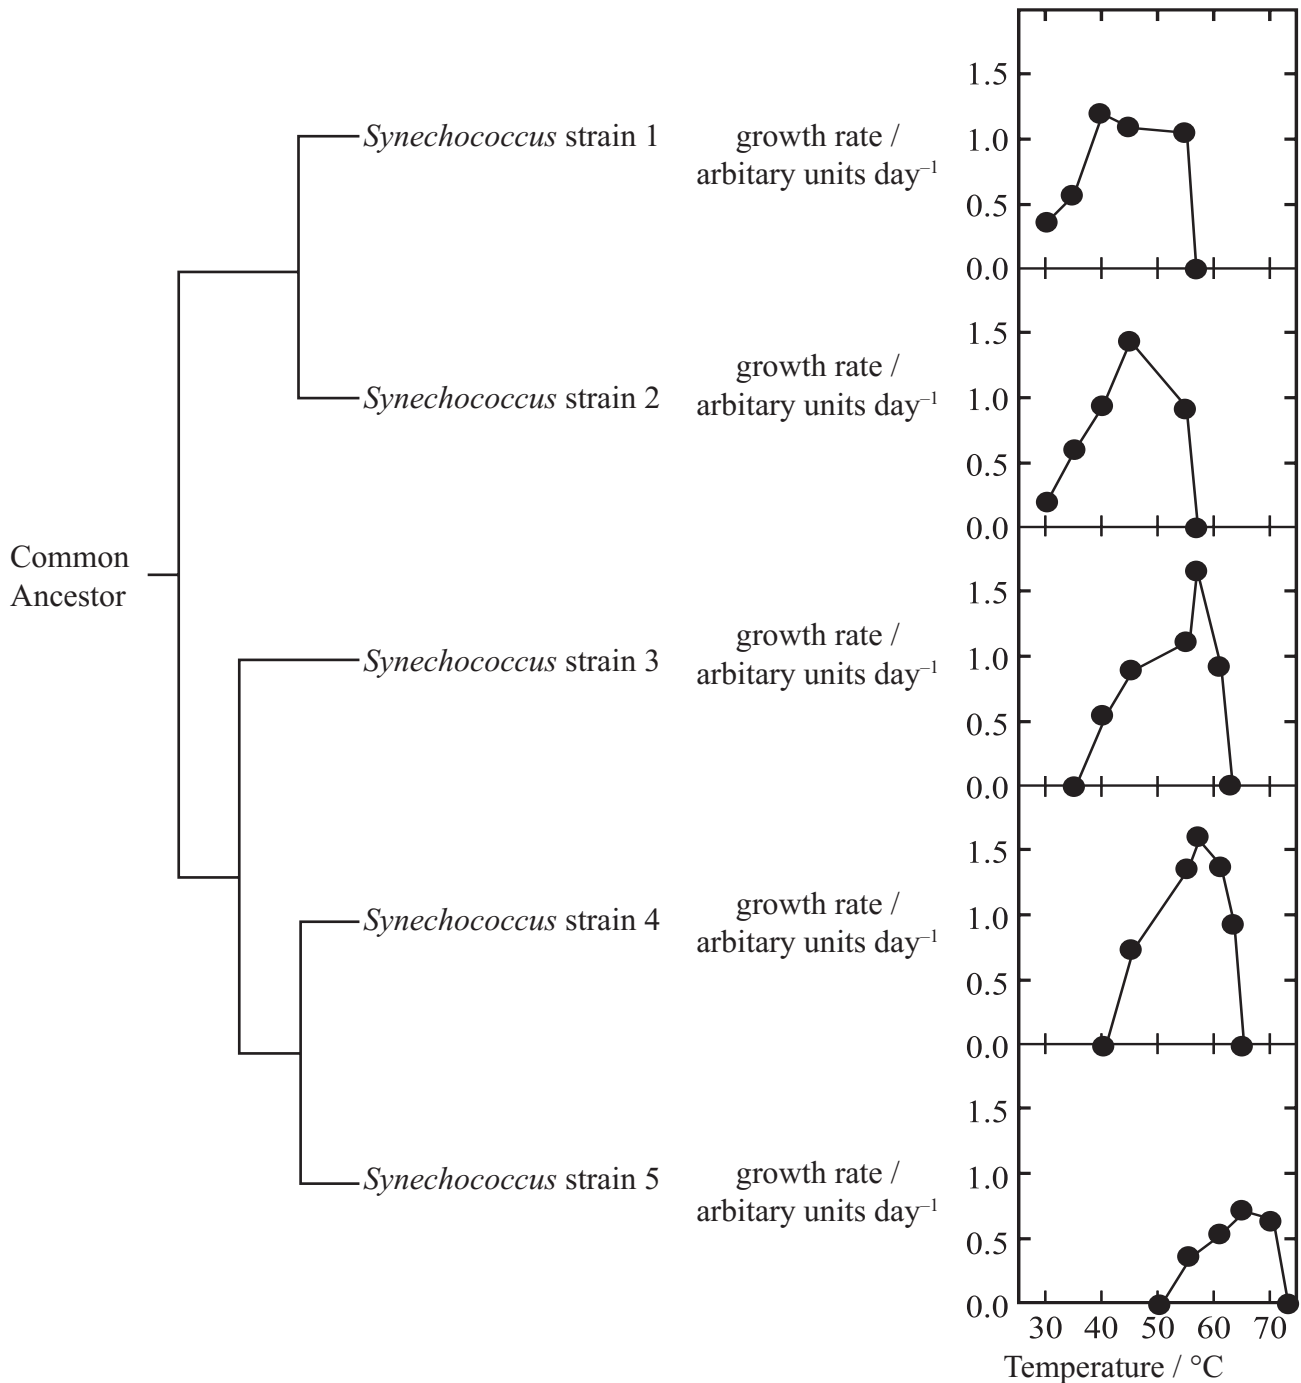 1.5
Synechococcus strain 1
growth rate /
arbitary units day⁻¹
1.0
0.5
0.0
1.5
Synechococcus strain 2
growth rate /
arbitary units day⁻¹
1.0
0.5
0.0
Common
Ancestor
1.5
Synechococcus strain 3
growth rate /
arbitary units day⁻¹
1.0
0.5
0.0
1.5
Synechococcus strain 4
growth rate /
arbitary units day⁻¹
1.0
0.5
0.0
1.5
Synechococcus strain 5
growth rate /
arbitary units day⁻¹
1.0
0.5
0.0
30 40 50 60 70
Temperature / °C